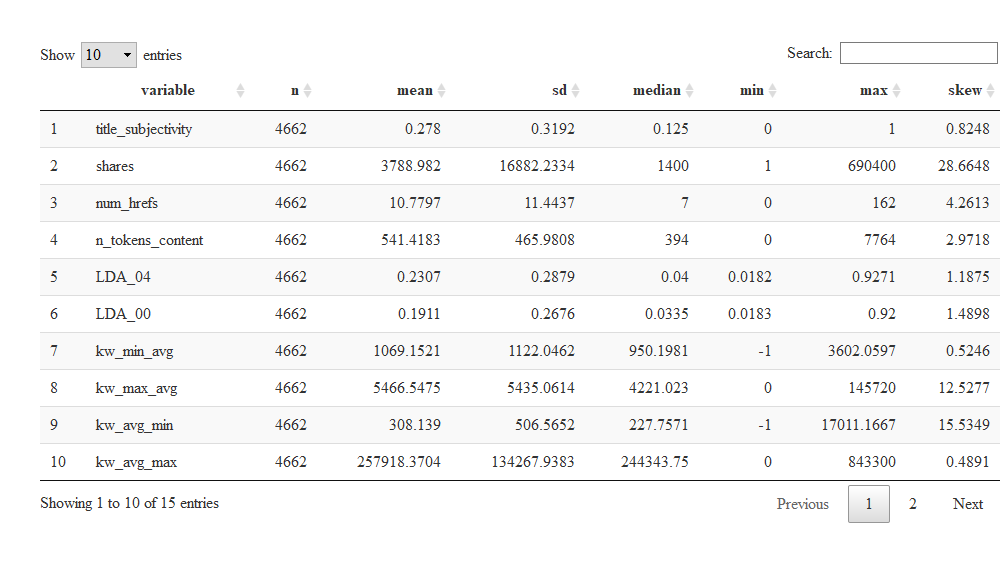 Show 10 entries Search:
variable n mean sd median min max skew
1 title_subjectivity 4662 0.278 0.3192 0.125 0 1 0.8248
2 shares 4662 3788.982 16882.2334 1400 1 690400 28.6648
3 num_hrefs 4662 10.7797 11.4437 7 0 162 4.2613
4 n_tokens_content 4662 541.4183 465.9808 394 0 7764 2.9718
5 LDA_04 4662 0.2307 0.2879 0.04 0.0182 0.9271 1.1875
6 LDA_00 4662 0.1911 0.2676 0.0335 0.0183 0.92 1.4898
7 kw_min_avg 4662 1069.1521 1122.0462 950.1981 -1 3602.0597 0.5246
8 kw_max_avg 4662 5466.5475 5435.0614 4221.023 0 145720 12.5277
9 kw_avg_min 4662 308.139 506.5652 227.7571 -1 17011.1667 15.5349
10 kw_avg_max 4662 257918.3704 134267.9383 244343.75 0 843300 0.4891
Showing 1 to 10 of 15 entries Previous 1 2 Next